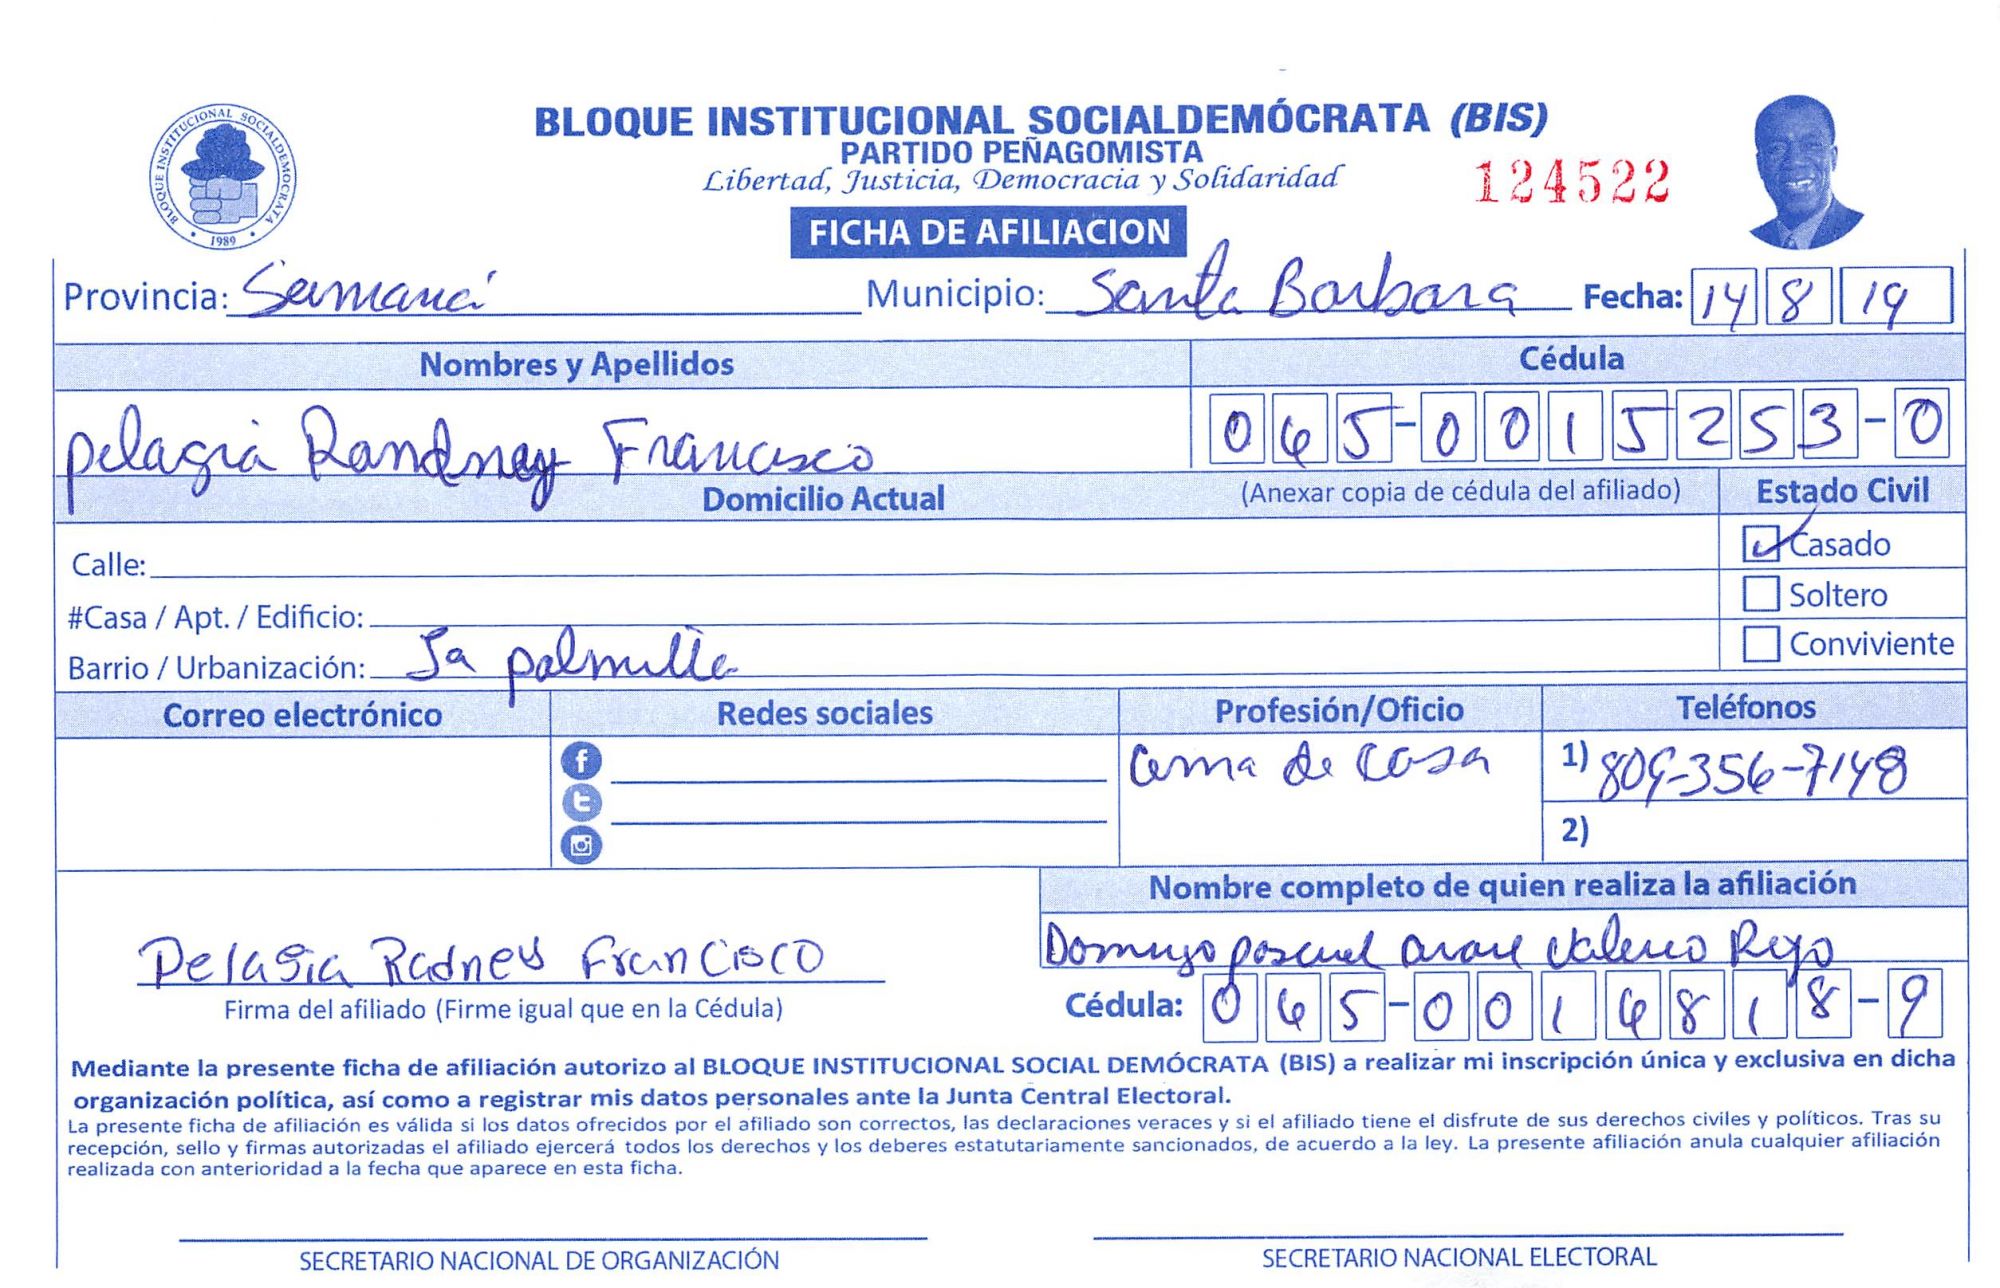 BLOQUE INSTITUCIONAL SOCIALDEMOCRATA
1989
BLOQUE INSTITUCIONAL SOCIALDEMÓCRATA (BIS)
PARTIDO PEÑAGOMISTA
Libertad, Justicia, Democracia y Solidaridad
124522
FICHA DE AFILIACION
Provincia: Samaná Municipio: Santa Barbara Fecha: 14 8 19
Nombres y Apellidos Cédula
pelagia Francisco 065-0015253-0
Domicilio Actual (Anexar copia de cédula del afiliado) Estado Civil
Calle: Casado
#Casa / Apt. / Edificio: Soltero
Barrio / Urbanización: La palmilla Conviviente
Correo electrónico Redes sociales Profesión/Oficio Teléfonos
ama de casa 1) 809-356-7148
2)
Nombre completo de quien realiza la afiliación
Domingo pascual Valerio
Pelagia Radney Francisco
Firma del afiliado (Firme igual que en la Cédula) Cédula: 065-0016818-9
Mediante la presente ficha de afiliación autorizo al BLOQUE INSTITUCIONAL SOCIAL DEMÓCRATA (BIS) a realizar mi inscripción única y exclusiva en dicha
organización política, así como a registrar mis datos personales ante la Junta Central Electoral.
La presente ficha de afiliación es válida si los datos ofrecidos por el afiliado son correctos, las declaraciones veraces y si el afiliado tiene el disfrute de sus derechos civiles y políticos. Tras su
recepción, sello y firmas autorizadas el afiliado ejercerá todos los derechos y los deberes estatutariamente sancionados, de acuerdo a la ley. La presente afiliación anula cualquier afiliación
realizada con anterioridad a la fecha que aparece en esta ficha.
SECRETARIO NACIONAL DE ORGANIZACIÓN SECRETARIO NACIONAL ELECTORAL